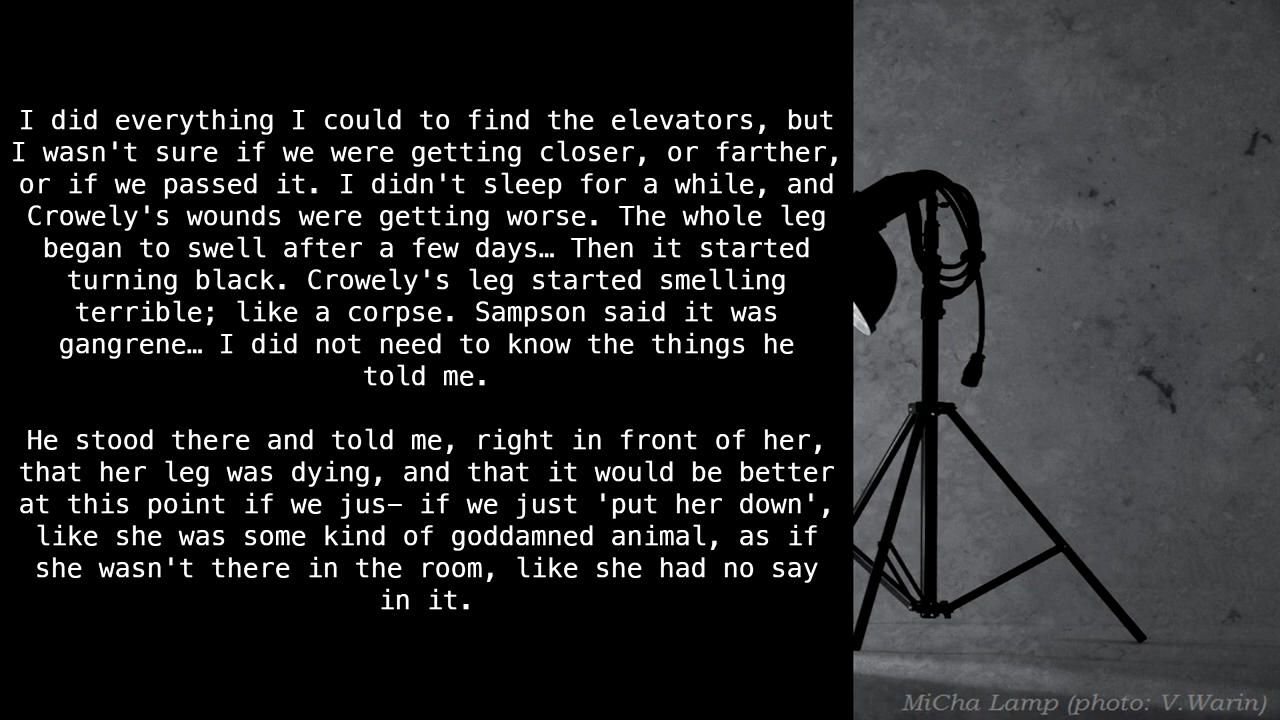 I did everything I could to find the elevators, but
I wasn't sure if we were getting closer, or farther,
or if we passed it. I didn't sleep for a while, and
Crowely's wounds were getting worse. The whole leg
began to swell after a few days… Then it started
turning black. Crowely's leg started smelling
terrible; like a corpse. Sampson said it was
gangrene… I did not need to know the things he
told me.
He stood there and told me, right in front of her,
that her leg was dying, and that it would be better
at this point if we jus— if we just 'put her down',
like she was some kind of goddamned animal, as if
she wasn't there in the room, like she had no say
in it.
MiCha Lamp (photo: V.Warin)